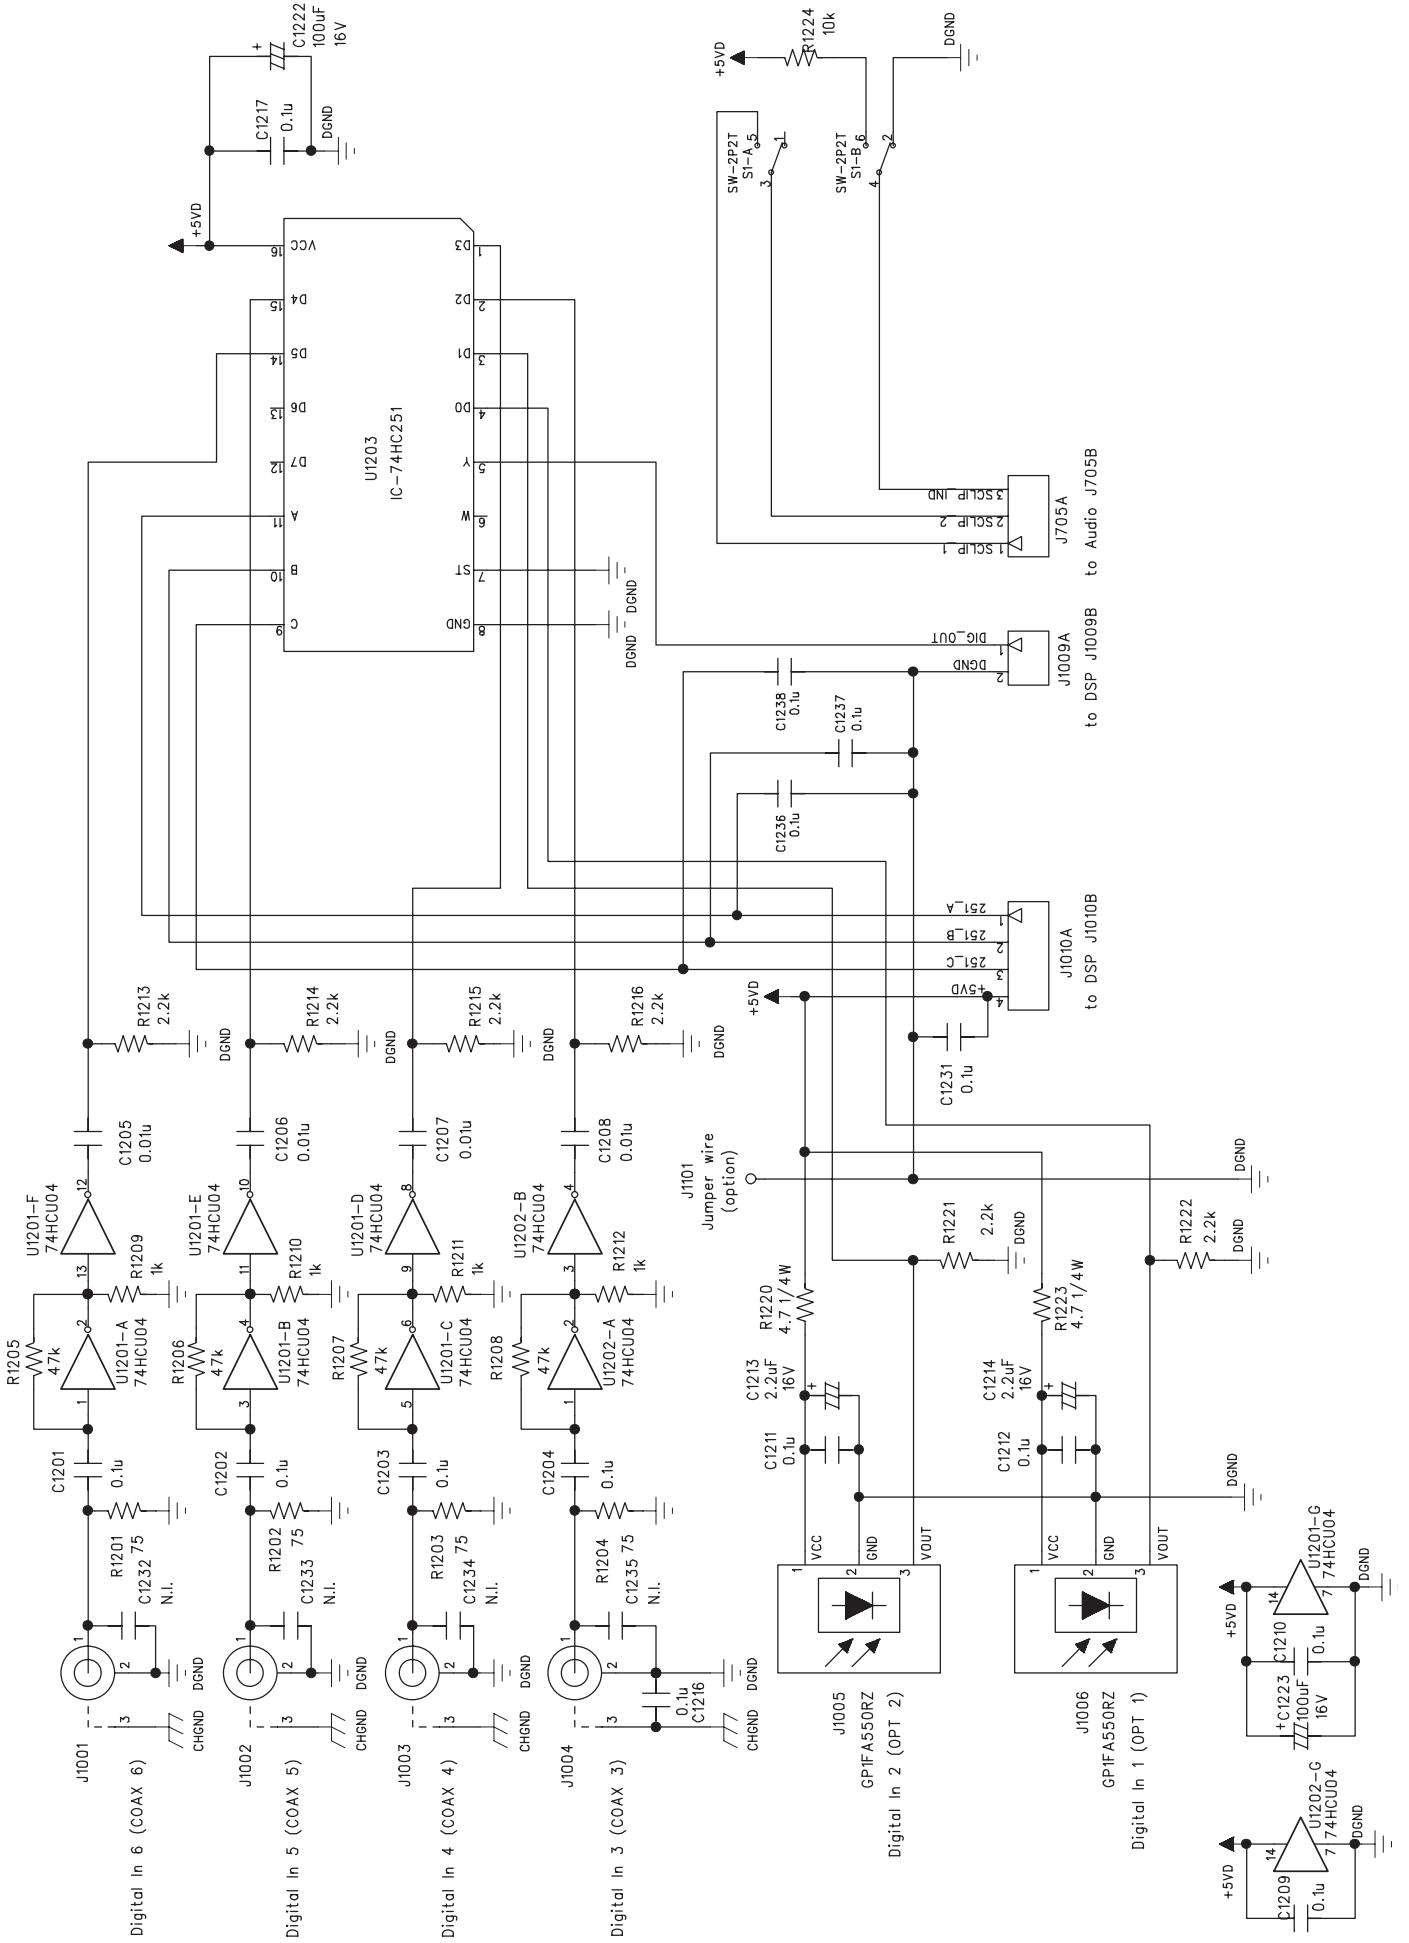 Digital In 6 (COAX 6)
J1001
1
2
3
CHGND
DGND
C1232
N.I.
R1201
75
C1201
0.1u
R1205
47k
1
2
U1201-A
74HCU04
R1209
1k
13
12
U1201-F
74HCU04
C1205
0.01u
R1213
2.2k
DGND
Digital In 5 (COAX 5)
J1002
1
2
3
CHGND
DGND
C1233
N.I.
R1202
75
C1202
0.1u
R1206
47k
3
4
U1201-B
74HCU04
R1210
1k
11
10
U1201-E
74HCU04
C1206
0.01u
R1214
2.2k
DGND
Digital In 4 (COAX 4)
J1003
1
2
3
CHGND
DGND
C1234
N.I.
R1203
75
C1203
0.1u
R1207
47k
5
6
U1201-C
74HCU04
R1211
1k
9
8
U1201-D
74HCU04
C1207
0.01u
R1215
2.2k
DGND
Digital In 3 (COAX 3)
J1004
1
2
3
CHGND
DGND
0.1u
C1216
C1235
N.I.
R1204
75
C1204
0.1u
R1208
47k
1
2
U1202-A
74HCU04
R1212
1k
3
4
U1202-B
74HCU04
C1208
0.01u
R1216
2.2k
DGND
+5VD
C1217
0.1u
DGND
+
C1222
100uF
16V
U1203
IC-74HC251
9
C
10
B
11
A
12
D7
13
D6
14
D5
15
D4
16
VCC
8
GND
7
ST
6
W
5
Y
4
D0
3
D1
2
D2
1
D3
DGND
DGND
J1005
GP1FA550RZ
Digital In 2 (OPT 2)
1
VCC
2
GND
3
VOUT
C1211
0.1u
C1213
2.2uF
16V
+
R1220
4.7 1/4W
R1221
2.2k
DGND
J1006
GP1FA550RZ
Digital In 1 (OPT 1)
1
VCC
2
GND
3
VOUT
C1212
0.1u
C1214
2.2uF
16V
+
R1223
4.7 1/4W
R1222
2.2k
DGND
DGND
DGND
J1101
Jumper wire
(option)
C1231
0.1u
+5VD
4
+5VD
3
251_C
2
251_B
1
251_A
J1010A
to DSP J1010B
C1236
0.1u
C1237
0.1u
C1238
0.1u
2
DGND
1
DIG_OUT
J1009A
to DSP J1009B
1 SCLIP_1
2 SCLIP_2
3 SCLIP_IND
J705A
to Audio J705B
SW-2P2T
S1-A
3
5
1
SW-2P2T
S1-B
4
6
2
+5VD
R1224
10k
DGND
+5VD
C1209
0.1u
14
7
U1202-G
74HCU04
DGND
+5VD
+
C1223
100uF
16V
C1210
0.1u
14
7
U1201-G
74HCU04
DGND